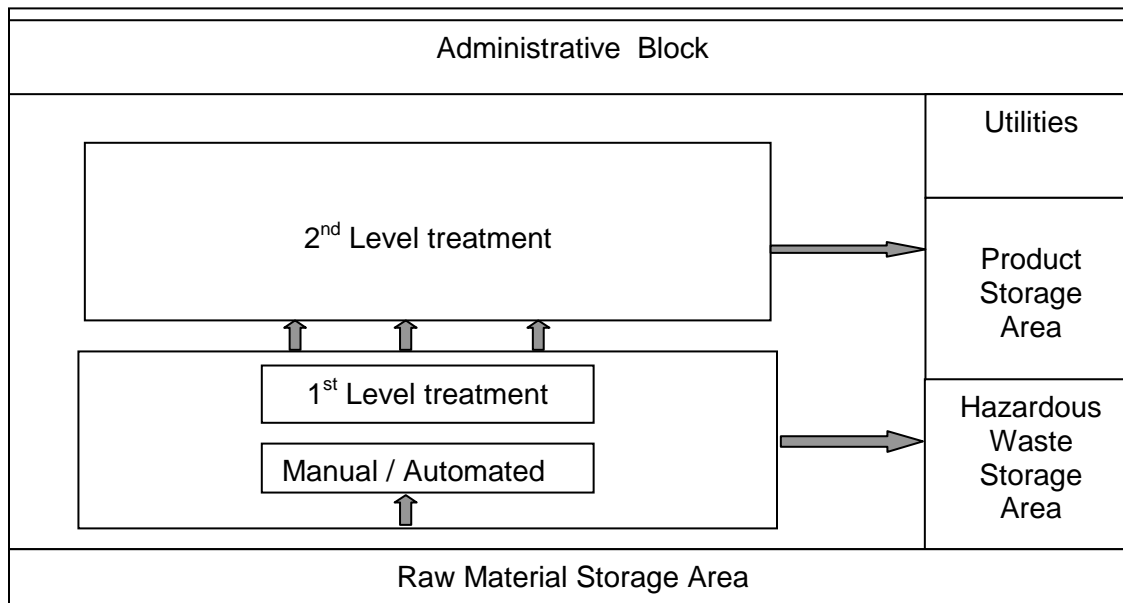 Administrative Block
Utilities
2nd Level treatment
Product
Storage
Area
1st Level treatment
Manual / Automated
Hazardous
Waste
Storage
Area
Raw Material Storage Area